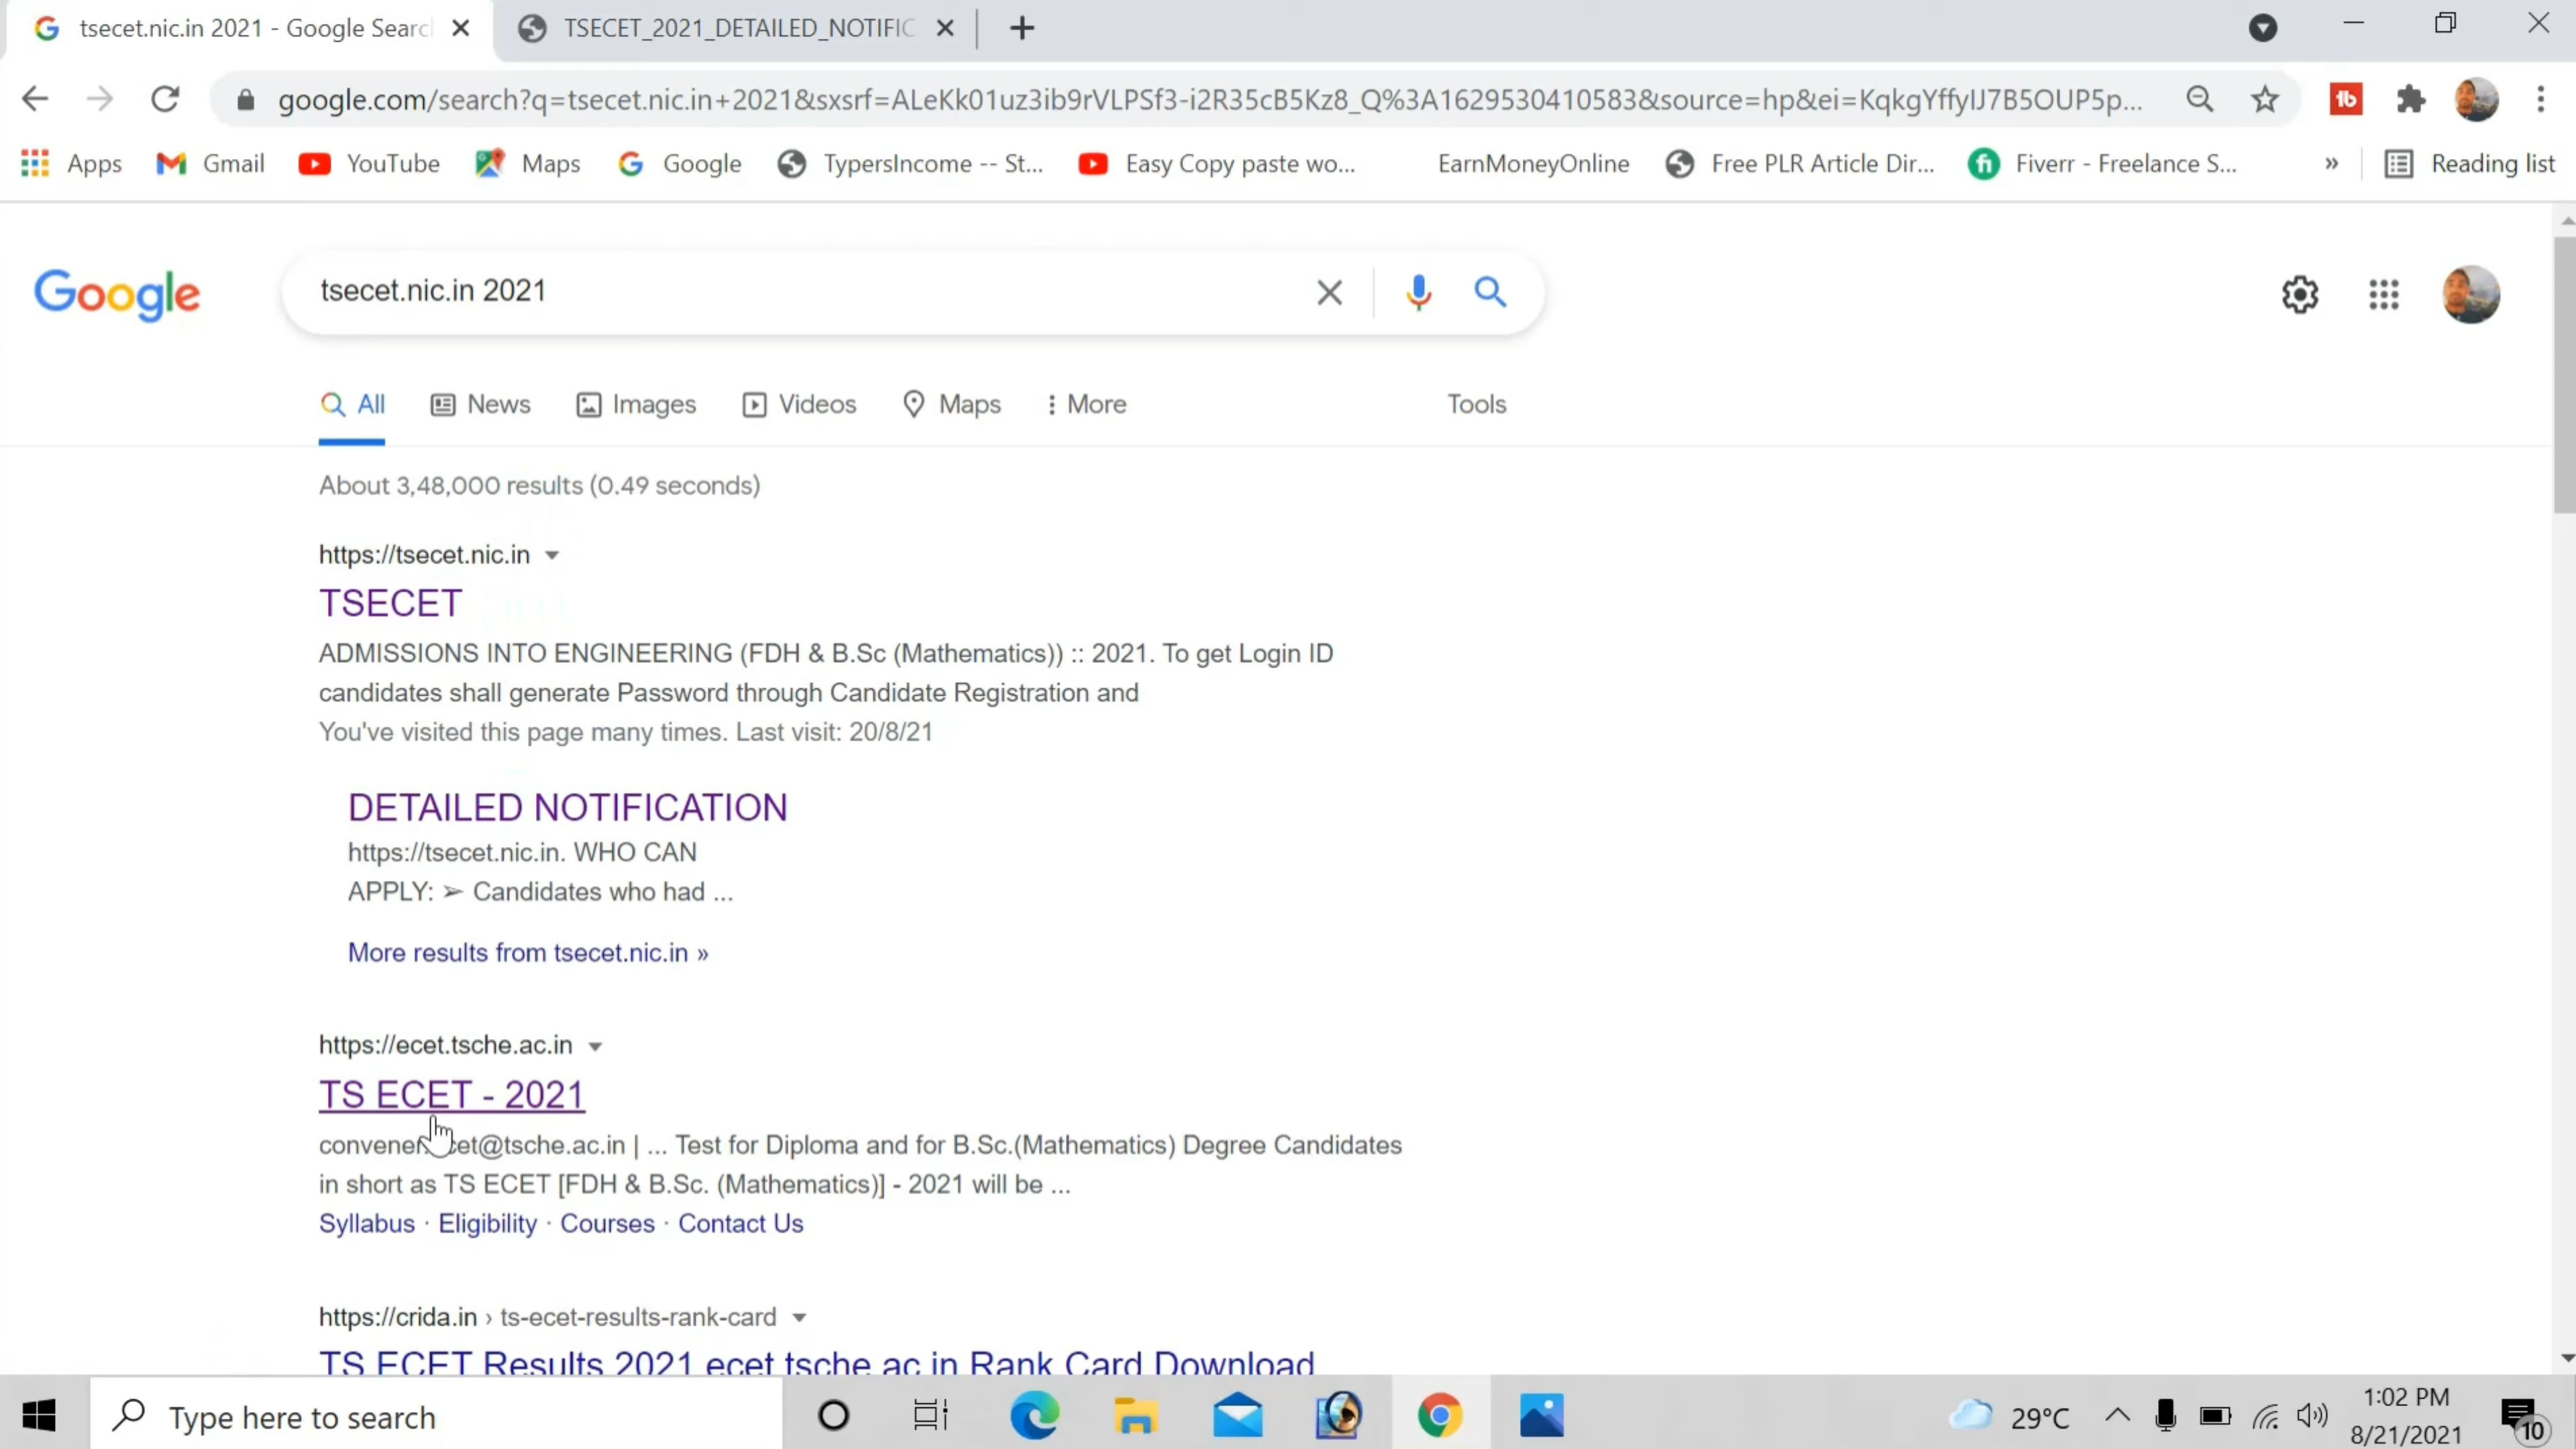 tsecet.nic.in 2021 - Google Searc
TSECET_2021_DETAILED_NOTIFIC
google.com/search?q=tsecet.nic.in+2021&sxsrf=ALeKk01uz3ib9rVLPSf3-i2R35cB5Kz8_Q%3A1629530410583&source=hp&ei=KqkgYffyIJ7B5OUP5p...
Apps Gmail YouTube Maps Google TypersIncome -- St... Easy Copy paste wo... EarnMoneyOnline Free PLR Article Dir... Fiverr - Freelance S... » Reading list
Google
tsecet.nic.in 2021
All News Images Videos Maps More Tools
About 3,48,000 results (0.49 seconds)
https://tsecet.nic.in
TSECET
ADMISSIONS INTO ENGINEERING (FDH & B.Sc (Mathematics)) :: 2021. To get Login ID
candidates shall generate Password through Candidate Registration and
You've visited this page many times. Last visit: 20/8/21
DETAILED NOTIFICATION
https://tsecet.nic.in. WHO CAN
APPLY: ➢ Candidates who had ...
More results from tsecet.nic.in »
https://ecet.tsche.ac.in
TS ECET - 2021
@tsche.ac.in | ... Test for Diploma and for B.Sc.(Mathematics) Degree Candidates
in short as TS ECET [FDH & B.Sc. (Mathematics)] - 2021 will be ...
Syllabus · Eligibility · Courses · Contact Us
https://crida.in › ts-ecet-results-rank-card
TS ECET Results 2021 ecet tsche ac in Rank Card Download
Type here to search
29°C
1:02 PM
8/21/2021
10